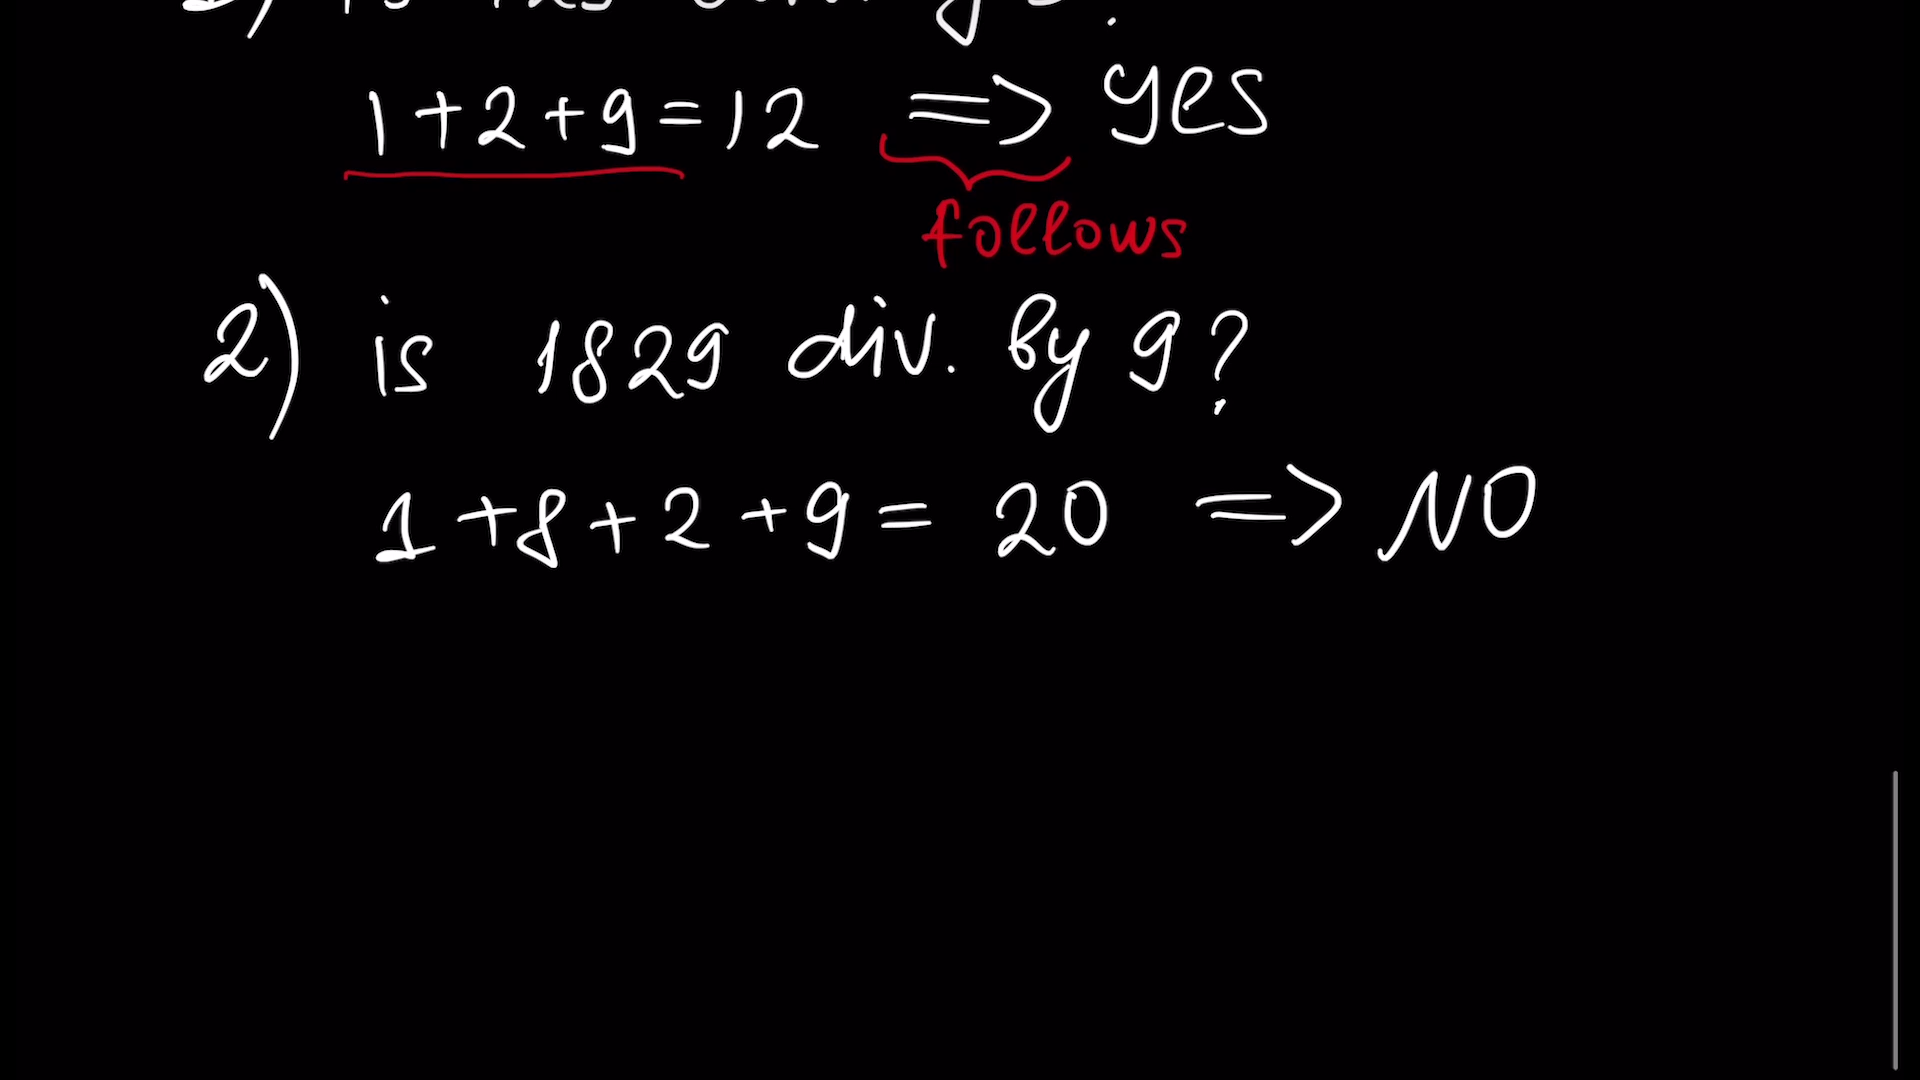 1+2+9=12 => yes
follows
2) is 1829 div. by 9?
1+8+2+9= 20 => NO